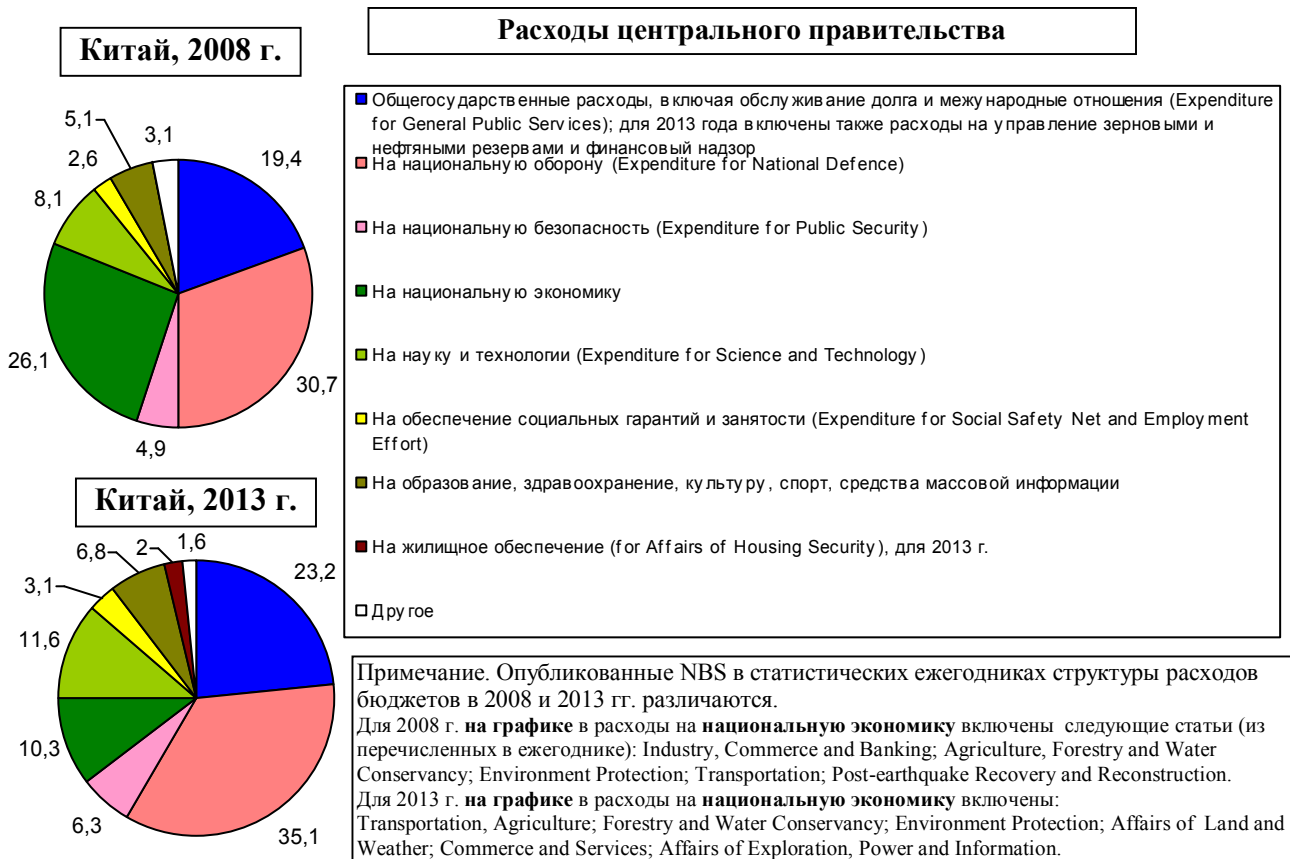 Расходы центрального правительства
Китай, 2008 г.
5,1
3,1
2,6
19,4
8,1
26,1
30,7
4,9
Китай, 2013 г.
6,8
2
1,6
3,1
23,2
11,6
10,3
6,3
35,1
Общегосударственные расходы, включая обслуживание долга и международные отношения (Expenditure
for General Public Services); для 2013 года включены также расходы на управление зерновыми и
нефтяными резервами и финансовый надзор
На национальную оборону (Expenditure for National Defence)
На национальную безопасность (Expenditure for Public Security)
На национальную экономику
На науку и технологии (Expenditure for Science and Technology)
На обеспечение социальных гарантий и занятости (Expenditure for Social Safety Net and Employment
Effort)
На образование, здравоохранение, культуру, спорт, средства массовой информации
На жилищное обеспечение (for Affairs of Housing Security), для 2013 г.
Другое
Примечание. Опубликованные NBS в статистических ежегодниках структуры расходов
бюджетов в 2008 и 2013 гг. различаются.
Для 2008 г. на графике в расходы на национальную экономику включены следующие статьи (из
перечисленных в ежегоднике): Industry, Commerce and Banking; Agriculture, Forestry and Water
Conservancy; Environment Protection; Transportation; Post-earthquake Recovery and Reconstruction.
Для 2013 г. на графике в расходы на национальную экономику включены:
Transportation, Agriculture; Forestry and Water Conservancy; Environment Protection; Affairs of Land and
Weather; Commerce and Services; Affairs of Exploration, Power and Information.